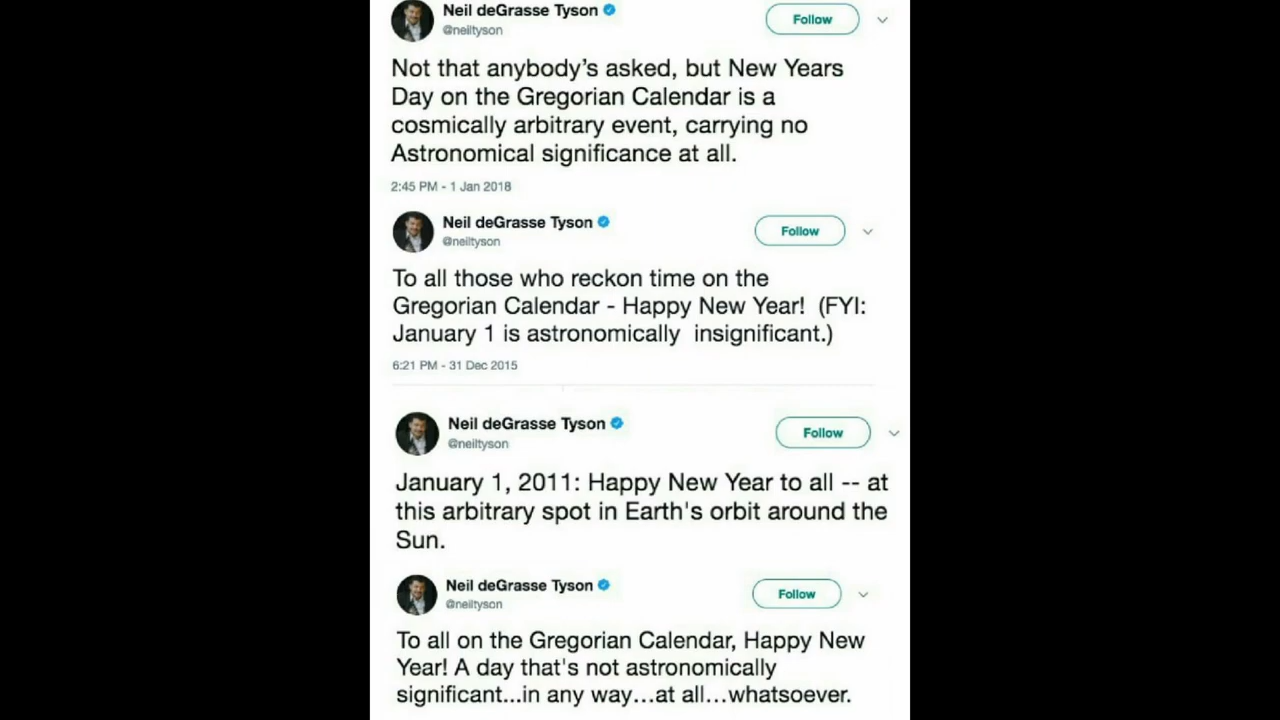 Neil deGrasse Tyson
@neiltyson
Follow
Not that anybody's asked, but New Years
Day on the Gregorian Calendar is a
cosmically arbitrary event, carrying no
Astronomical significance at all.
2:45 PM - 1 Jan 2018
Neil deGrasse Tyson
@neiltyson
Follow
To all those who reckon time on the
Gregorian Calendar - Happy New Year! (FYI:
January 1 is astronomically insignificant.)
6:21 PM - 31 Dec 2015
Neil deGrasse Tyson
@neiltyson
Follow
January 1, 2011: Happy New Year to all -- at
this arbitrary spot in Earth's orbit around the
Sun.
Neil deGrasse Tyson
@neiltyson
Follow
To all on the Gregorian Calendar, Happy New
Year! A day that's not astronomically
significant...in any way...at all...whatsoever.